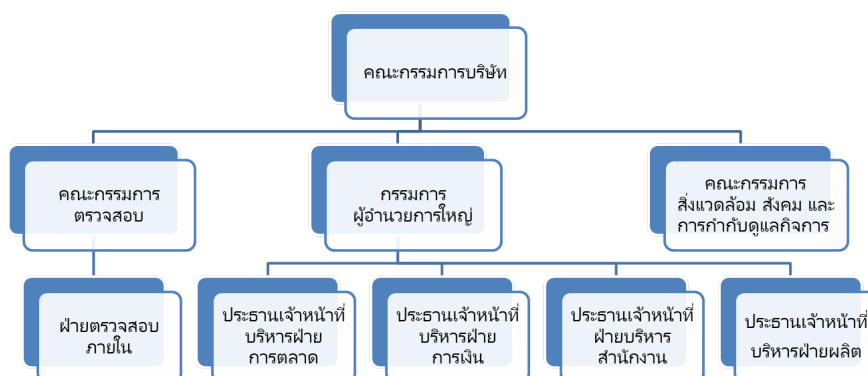 คณะกรรมการบริษัท
คณะกรรมการ
ตรวจสอบ
กรรมการ
ผู้อำนวยการใหญ่
คณะกรรมการ
สิ่งแวดล้อม สังคม และ
การกำกับดูแลกิจการ
ฝ่ายตรวจสอบ
ภายใน
ประธานเจ้าหน้าที่
บริหารฝ่าย
การตลาด
ประธานเจ้าหน้าที่
บริหารฝ่าย
การเงิน
ประธานเจ้าหน้าที่
ฝ่ายบริหาร
สำนักงาน
ประธานเจ้าหน้าที่
บริหารฝ่ายผลิต